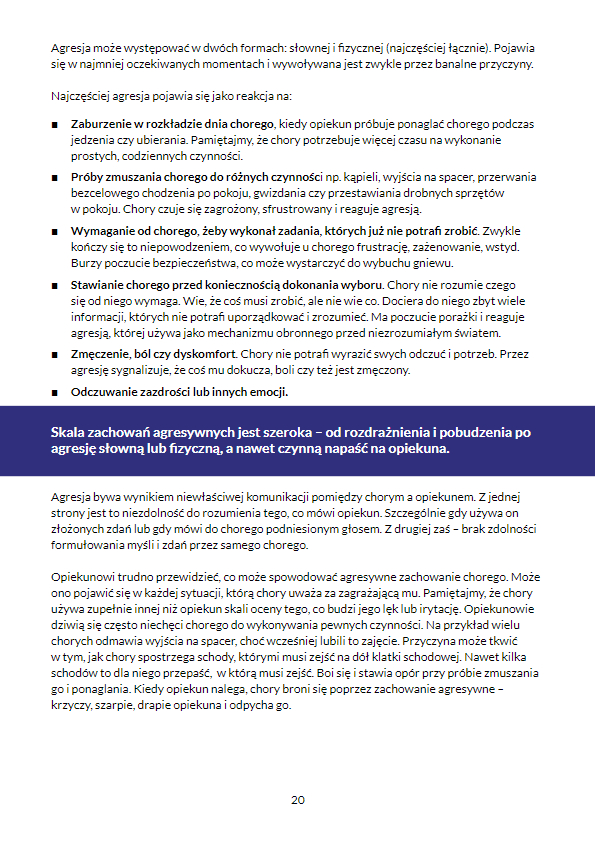 Agresja może występować w dwóch formach: słownej i fizycznej (najczęściej łącznie). Pojawia
się w najmniej oczekiwanych momentach i wywoływana jest zwykle przez banalne przyczyny.
Najczęściej agresja pojawia się jako reakcja na:
■ Zaburzenie w rozkładzie dnia chorego, kiedy opiekun próbuje ponaglać chorego podczas
jedzenia czy ubierania. Pamiętajmy, że chory potrzebuje więcej czasu na wykonanie
prostych, codziennych czynności.
■ Próby zmuszania chorego do różnych czynności np. kąpieli, wyjścia na spacer, przerwania
bezcelowego chodzenia po pokoju, gwizdania czy przestawiania drobnych sprzętów
w pokoju. Chory czuje się zagrożony, sfrustrowany i reaguje agresją.
■ Wymaganie od chorego, żeby wykonał zadania, których już nie potrafi zrobić. Zwykle
kończy się to niepowodzeniem, co wywołuje u chorego frustrację, zażenowanie, wstyd.
Burzy poczucie bezpieczeństwa, co może wystarczyć do wybuchu gniewu.
■ Stawianie chorego przed koniecznością dokonania wyboru. Chory nie rozumie czego
się od niego wymaga. Wie, że coś musi zrobić, ale nie wie co. Dociera do niego zbyt wiele
informacji, których nie potrafi uporządkować i zrozumieć. Ma poczucie porażki i reaguje
agresją, której używa jako mechanizmu obronnego przed niezrozumiałym światem.
■ Zmęczenie, ból czy dyskomfort. Chory nie potrafi wyrazić swych odczuć i potrzeb. Przez
agresję sygnalizuje, że coś mu dokucza, boli czy też jest zmęczony.
■ Odczuwanie zazdrości lub innych emocji.
Skala zachowań agresywnych jest szeroka – od rozdrażnienia i pobudzenia po
agresję słowną lub fizyczną, a nawet czynną napaść na opiekuna.
Agresja bywa wynikiem niewłaściwej komunikacji pomiędzy chorym a opiekunem. Z jednej
strony jest to niezdolność do rozumienia tego, co mówi opiekun. Szczególnie gdy używa on
złożonych zdań lub gdy mówi do chorego podniesionym głosem. Z drugiej zaś – brak zdolności
formułowania myśli i zdań przez samego chorego.
Opiekunowi trudno przewidzieć, co może spowodować agresywne zachowanie chorego. Może
ono pojawić się w każdej sytuacji, którą chory uważa za zagrażającą mu. Pamiętajmy, że chory
używa zupełnie innej niż opiekun skali oceny tego, co budzi jego lęk lub irytację. Opiekunowie
dziwią się często niechęci chorego do wykonywania pewnych czynności. Na przykład wielu
chorych odmawia wyjścia na spacer, choć wcześniej lubili to zajęcie. Przyczyna może tkwić
w tym, jak chory spostrzega schody, którymi musi zejść na dół klatki schodowej. Nawet kilka
schodów to dla niego przepaść, w którą musi zejść. Boi się i stawia opór przy próbie zmuszania
go i ponaglania. Kiedy opiekun nalega, chory broni się poprzez zachowanie agresywne –
krzyczy, szarpie, drapie opiekuna i odpycha go.
20